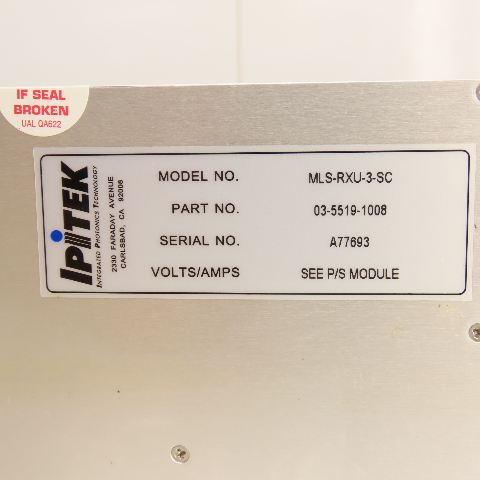 IF SEAL
BROKEN
UAL QA622
IPITEK
INTEGRATED PHOTONICS TECHNOLOGY
2330 FARADAY AVENUE
CARLSBAD, CA 92008
MODEL NO. MLS-RXU-3-SC
PART NO. 03-5519-1008
SERIAL NO. A77693
VOLTS/AMPS SEE P/S MODULE